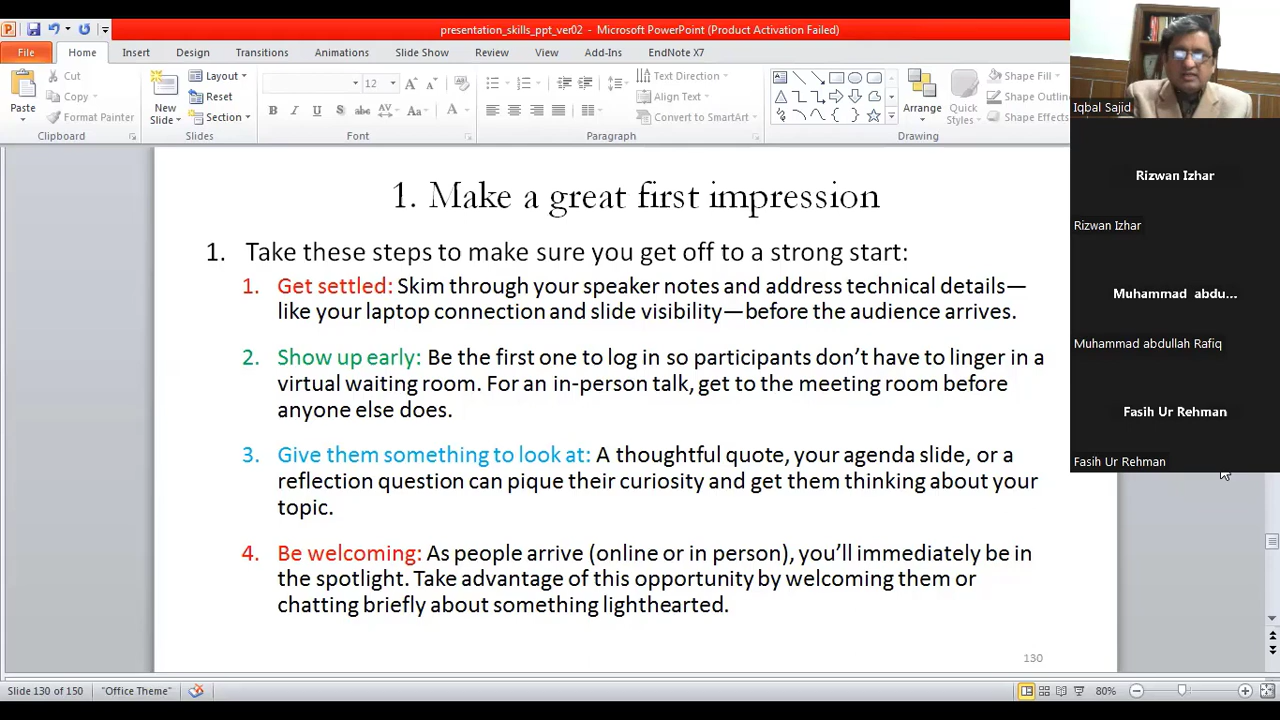 presentation_skills_ppt_ver02 - Microsoft PowerPoint (Product Activation Failed)
File Home Insert Design Transitions Animations Slide Show Review View Add-Ins EndNote X7
Paste
Cut
Copy
Format Painter
Clipboard
New Slide
Layout
Reset
Section
Slides
12
B I U S abc AV Aa A
Font
Text Direction
Align Text
Convert to SmartArt
Paragraph
Arrange
Quick Styles
Shape Fill
Shape Outlin
Shape Effects
Drawing
Iqbal Sajid
Rizwan Izhar
Rizwan Izhar
Muhammad abdu...
Muhammad abdullah Rafiq
Fasih Ur Rehman
Fasih Ur Rehman
1. Make a great first impression
1. Take these steps to make sure you get off to a strong start:
1. Get settled: Skim through your speaker notes and address technical details—
like your laptop connection and slide visibility—before the audience arrives.
2. Show up early: Be the first one to log in so participants don’t have to linger in a
virtual waiting room. For an in-person talk, get to the meeting room before
anyone else does.
3. Give them something to look at: A thoughtful quote, your agenda slide, or a
reflection question can pique their curiosity and get them thinking about your
topic.
4. Be welcoming: As people arrive (online or in person), you’ll immediately be in
the spotlight. Take advantage of this opportunity by welcoming them or
chatting briefly about something lighthearted.
130
Slide 130 of 150 "Office Theme" 80%